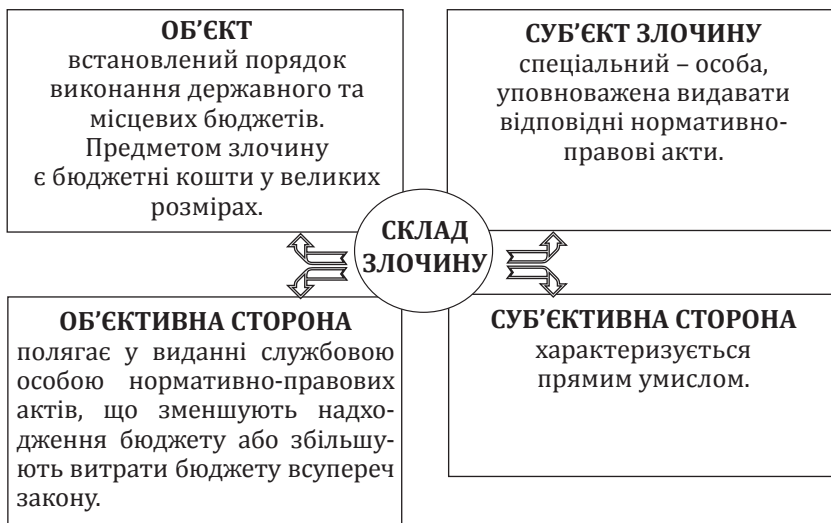 ОБ’ЄКТ
встановлений порядок
виконання державного та
місцевих бюджетів.
Предметом злочину
є бюджетні кошти у великих
розмірах.
СУБ’ЄКТ ЗЛОЧИНУ
спеціальний – особа,
уповноважена видавати
відповідні нормативно-
правові акти.
СКЛАД
ЗЛОЧИНУ
ОБ’ЄКТИВНА СТОРОНА
полягає у виданні службовою
особою нормативно-правових
актів, що зменшують надхо-
дження бюджету або збільшу-
ють витрати бюджету всупереч
закону.
СУБ’ЄКТИВНА СТОРОНА
характеризується
прямим умислом.